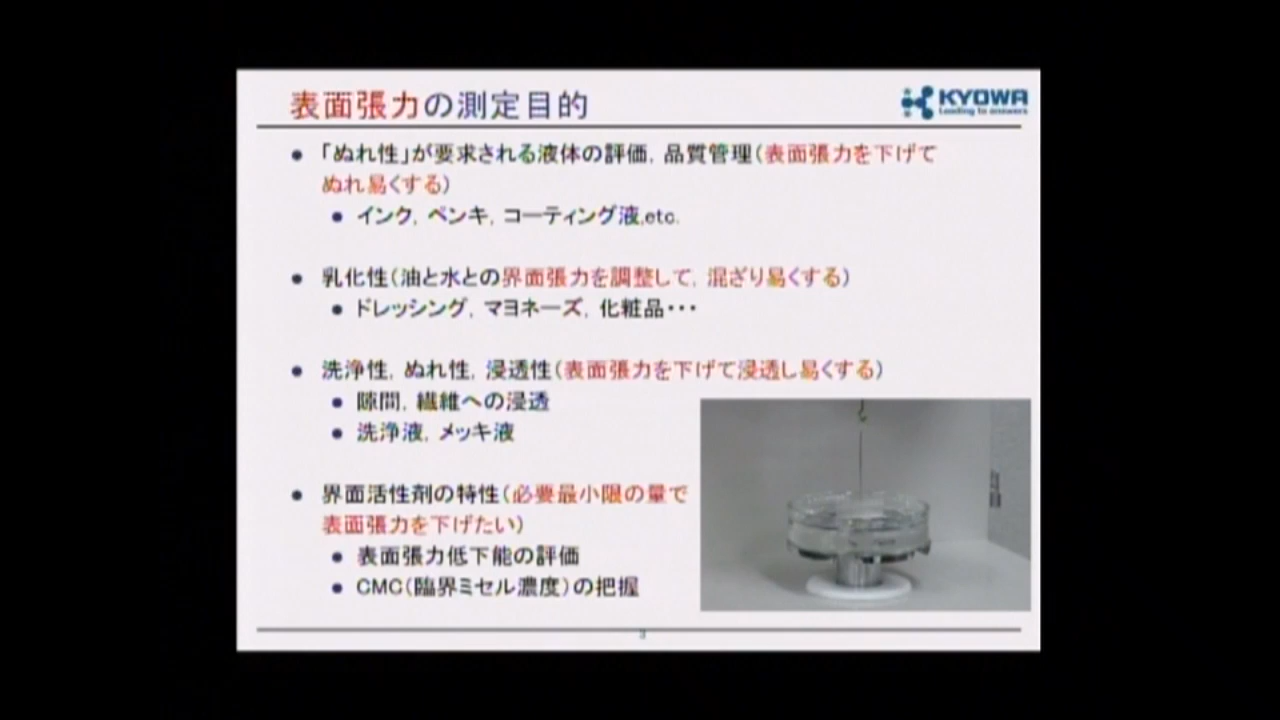 表面張力の測定目的
KYOWA
Leading to answers
「ぬれ性」が要求される液体の評価, 品質管理(表面張力を下げて
ぬれ易くする)
インク, ペンキ, コーティング液,etc.
乳化性(油と水との界面張力を調整して, 混ざり易くする)
ドレッシング, マヨネーズ, 化粧品・・・
洗浄性, ぬれ性, 浸透性(表面張力を下げて浸透し易くする)
隙間, 繊維への浸透
洗浄液, メッキ液
界面活性剤の特性(必要最小限の量で
表面張力を下げたい)
表面張力低下能の評価
CMC(臨界ミセル濃度)の把握
3